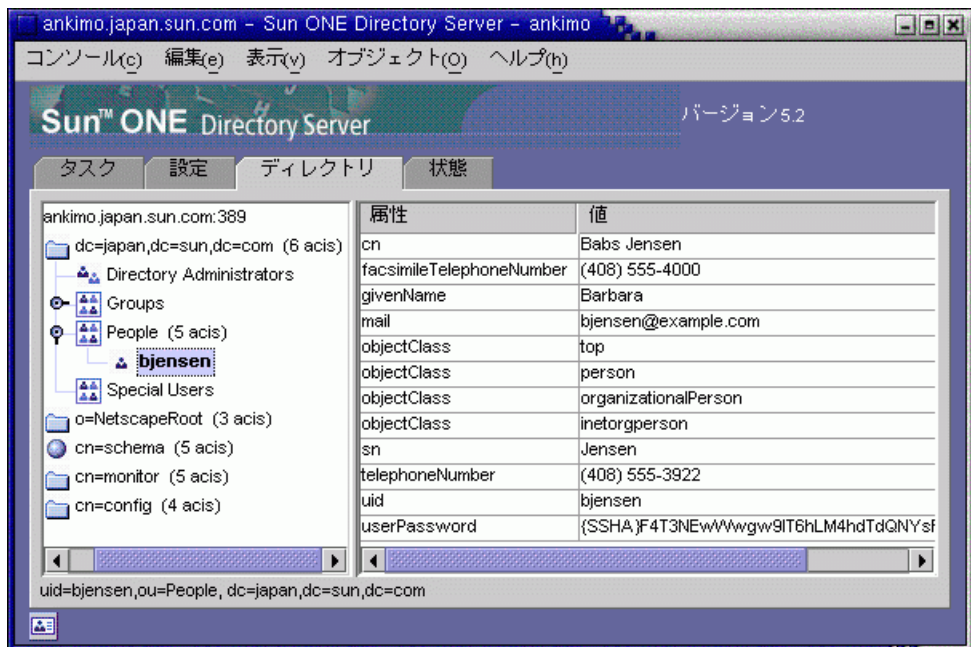 ankimo.japan.sun.com - Sun ONE Directory Server - ankimo
コンソール(c) 編集(e) 表示(v) オブジェクト(O) ヘルプ(h)
Sun™ ONE Directory Server
バージョン5.2
タスク 設定 ディレクトリ 状態
ankimo.japan.sun.com:389
dc=japan,dc=sun,dc=com (6 acis)
Directory Administrators
Groups
People (5 acis)
bjensen
Special Users
o=NetscapeRoot (3 acis)
cn=schema (5 acis)
cn=monitor (5 acis)
cn=config (4 acis)
属性 値
cn Babs Jensen
facsimileTelephoneNumber (408) 555-4000
givenName Barbara
mail bjensen@example.com
objectClass top
objectClass person
objectClass organizationalPerson
objectClass inetorgperson
sn Jensen
telephoneNumber (408) 555-3922
uid bjensen
userPassword
uid=bjensen,ou=People, dc=japan,dc=sun,dc=com